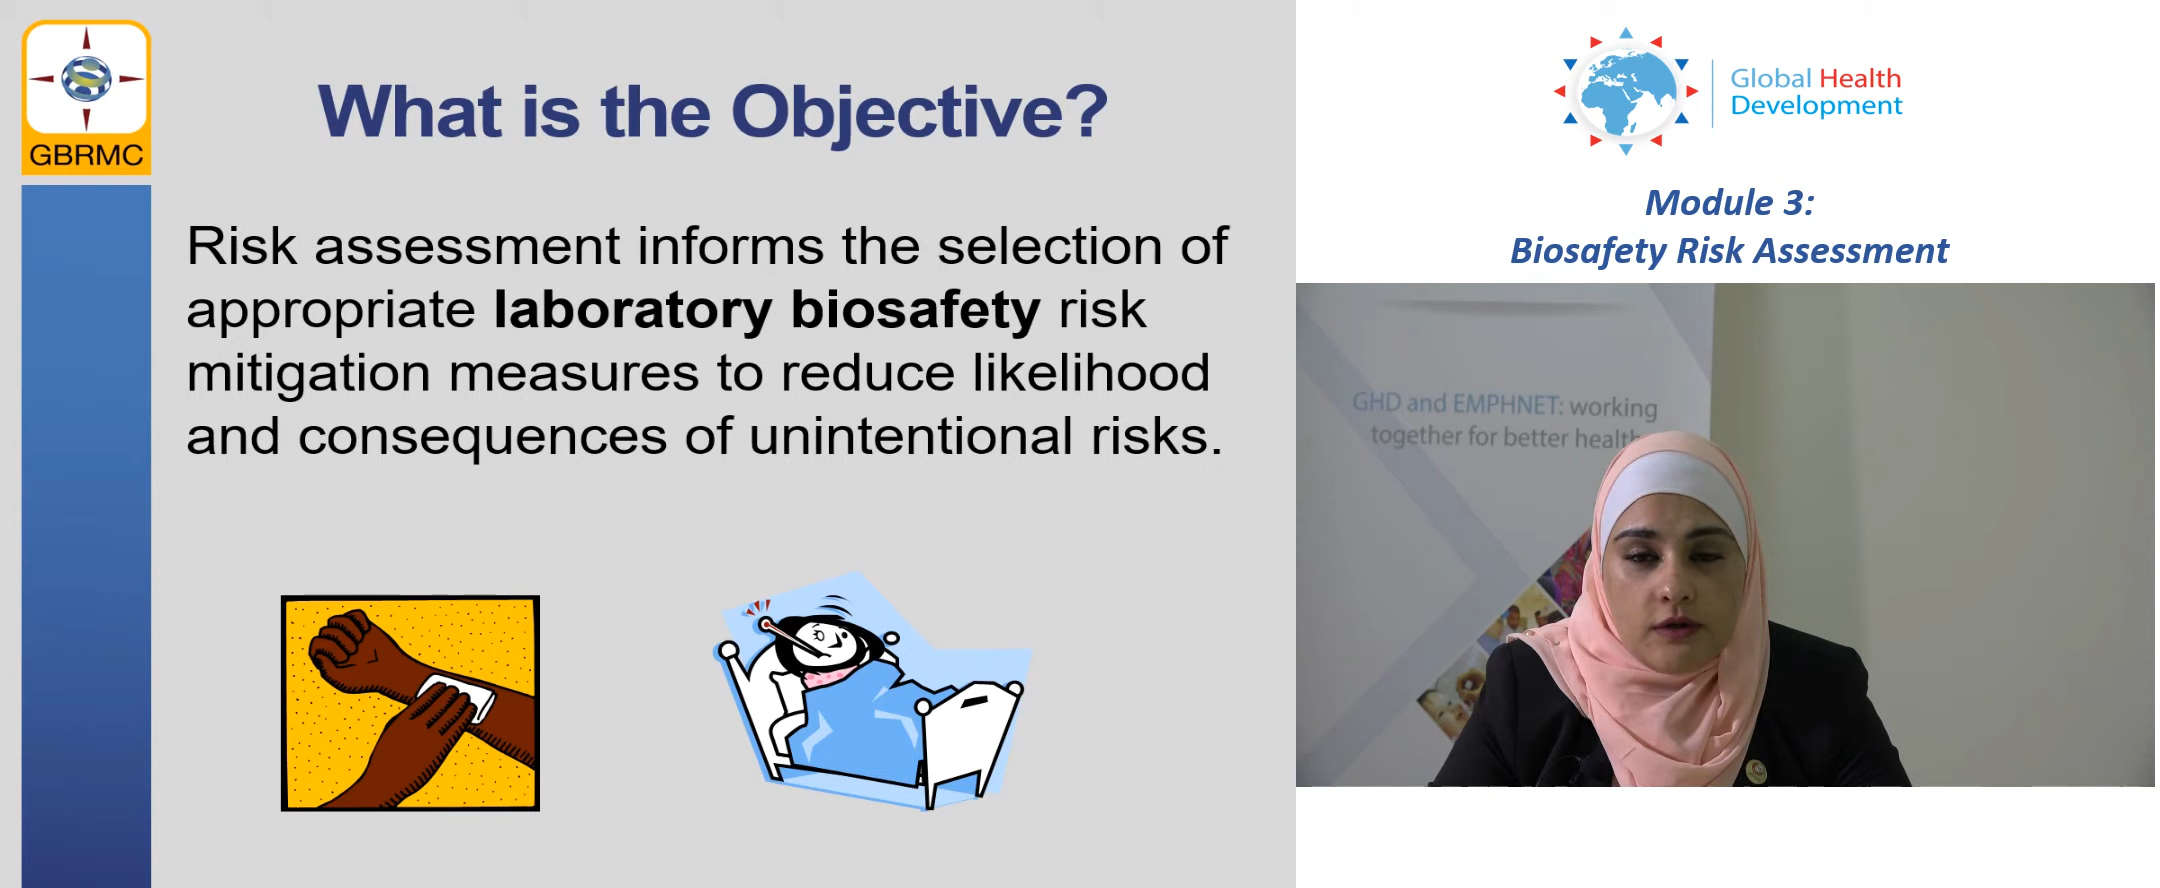 GBRMC
What is the Objective?
Risk assessment informs the selection of
appropriate laboratory biosafety risk
mitigation measures to reduce likelihood
and consequences of unintentional risks.
Global Health
Development
Module 3:
Biosafety Risk Assessment
GHD and EMPHNET: working
together for better health